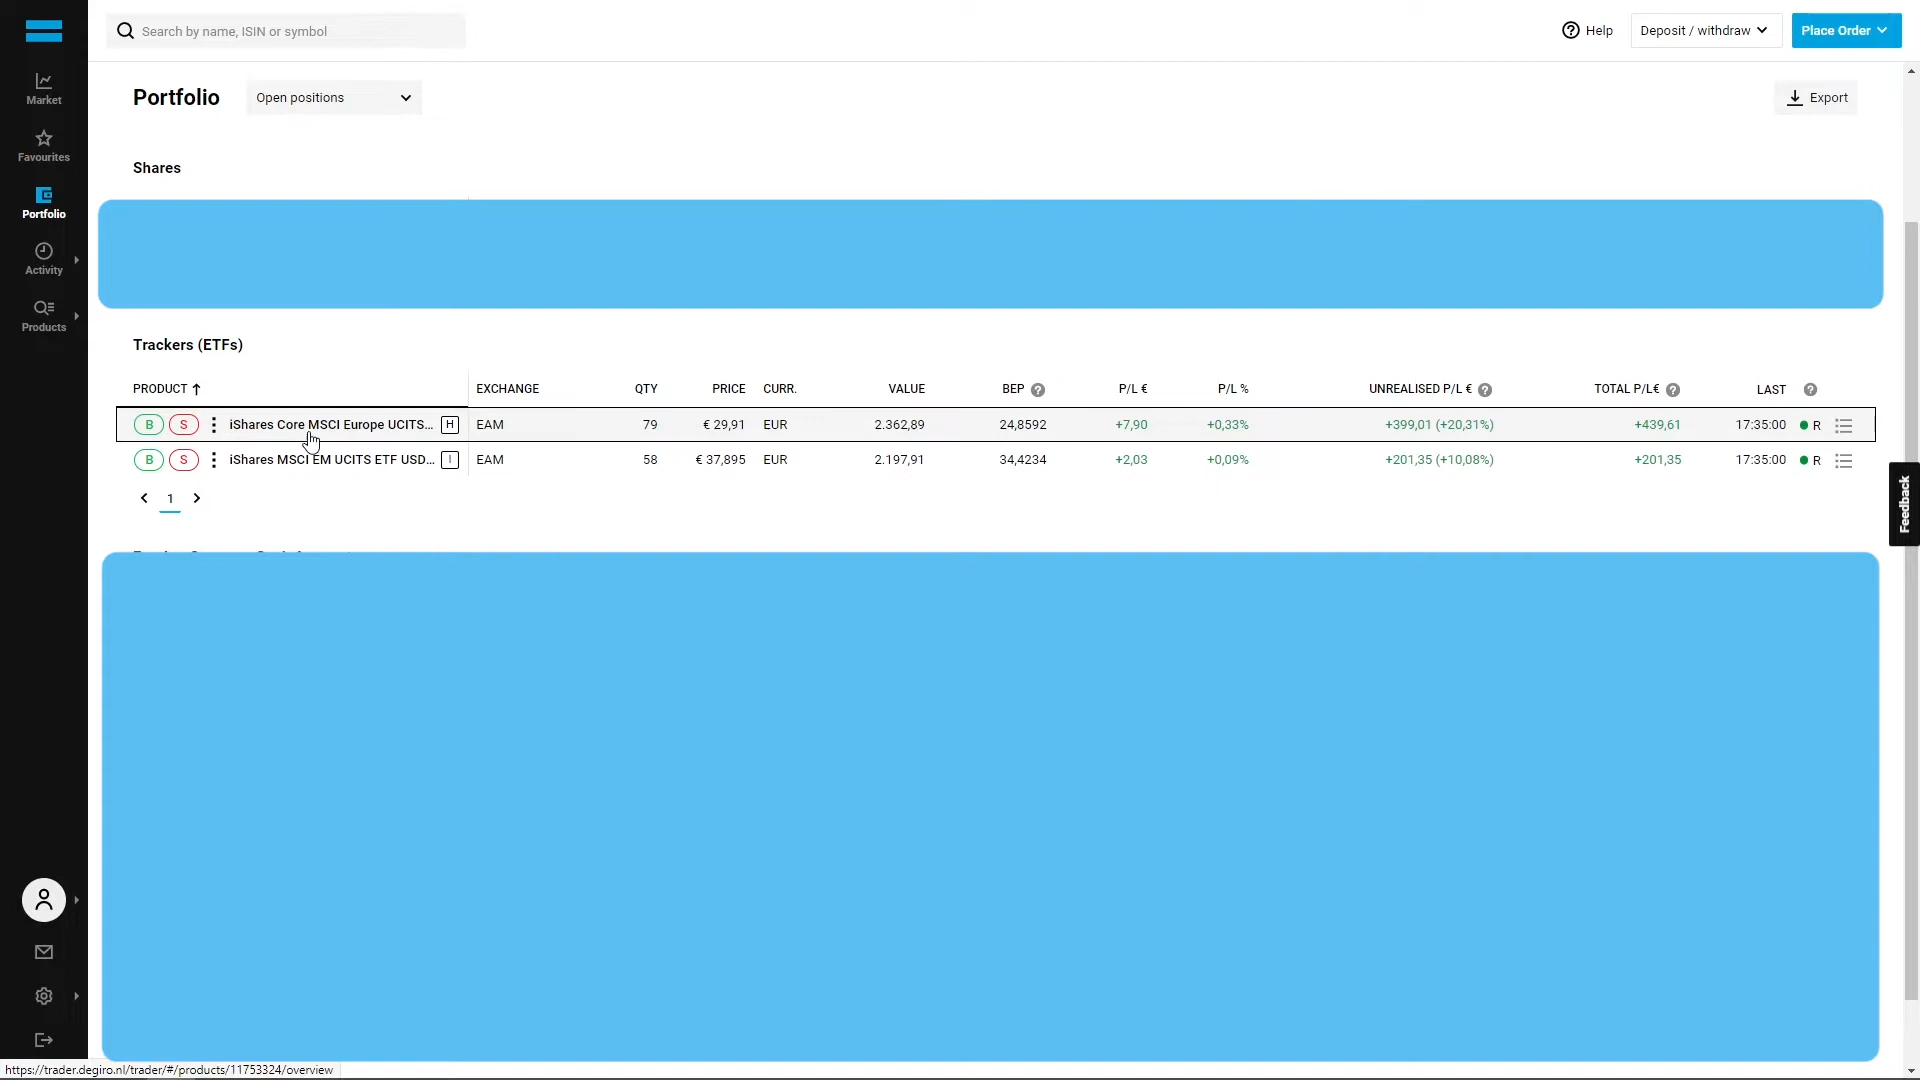 Search by name, ISIN or symbol
Help
Deposit / withdraw
Place Order
Market
Favourites
Portfolio
Activity
Products
Portfolio
Open positions
Export
Shares
Trackers (ETFs)
PRODUCT EXCHANGE QTY PRICE CURR. VALUE BEP ? P/L € P/L % UNREALISED P/L € ? TOTAL P/L€ ? LAST ?
B S iShares Core MSCI Europe UCITS... H EAM 79 € 29,91 EUR 2.362,89 24,8592 +7,90 +0,33% +399,01 (+20,31%) +439,61 17:35:00 R
B S iShares MSCI EM UCITS ETF USD... I EAM 58 € 37,895 EUR 2.197,91 34,4234 +2,03 +0,09% +201,35 (+10,08%) +201,35 17:35:00 R
1
Feedback
https://trader.degiro.nl/trader/#/products/11753324/overview